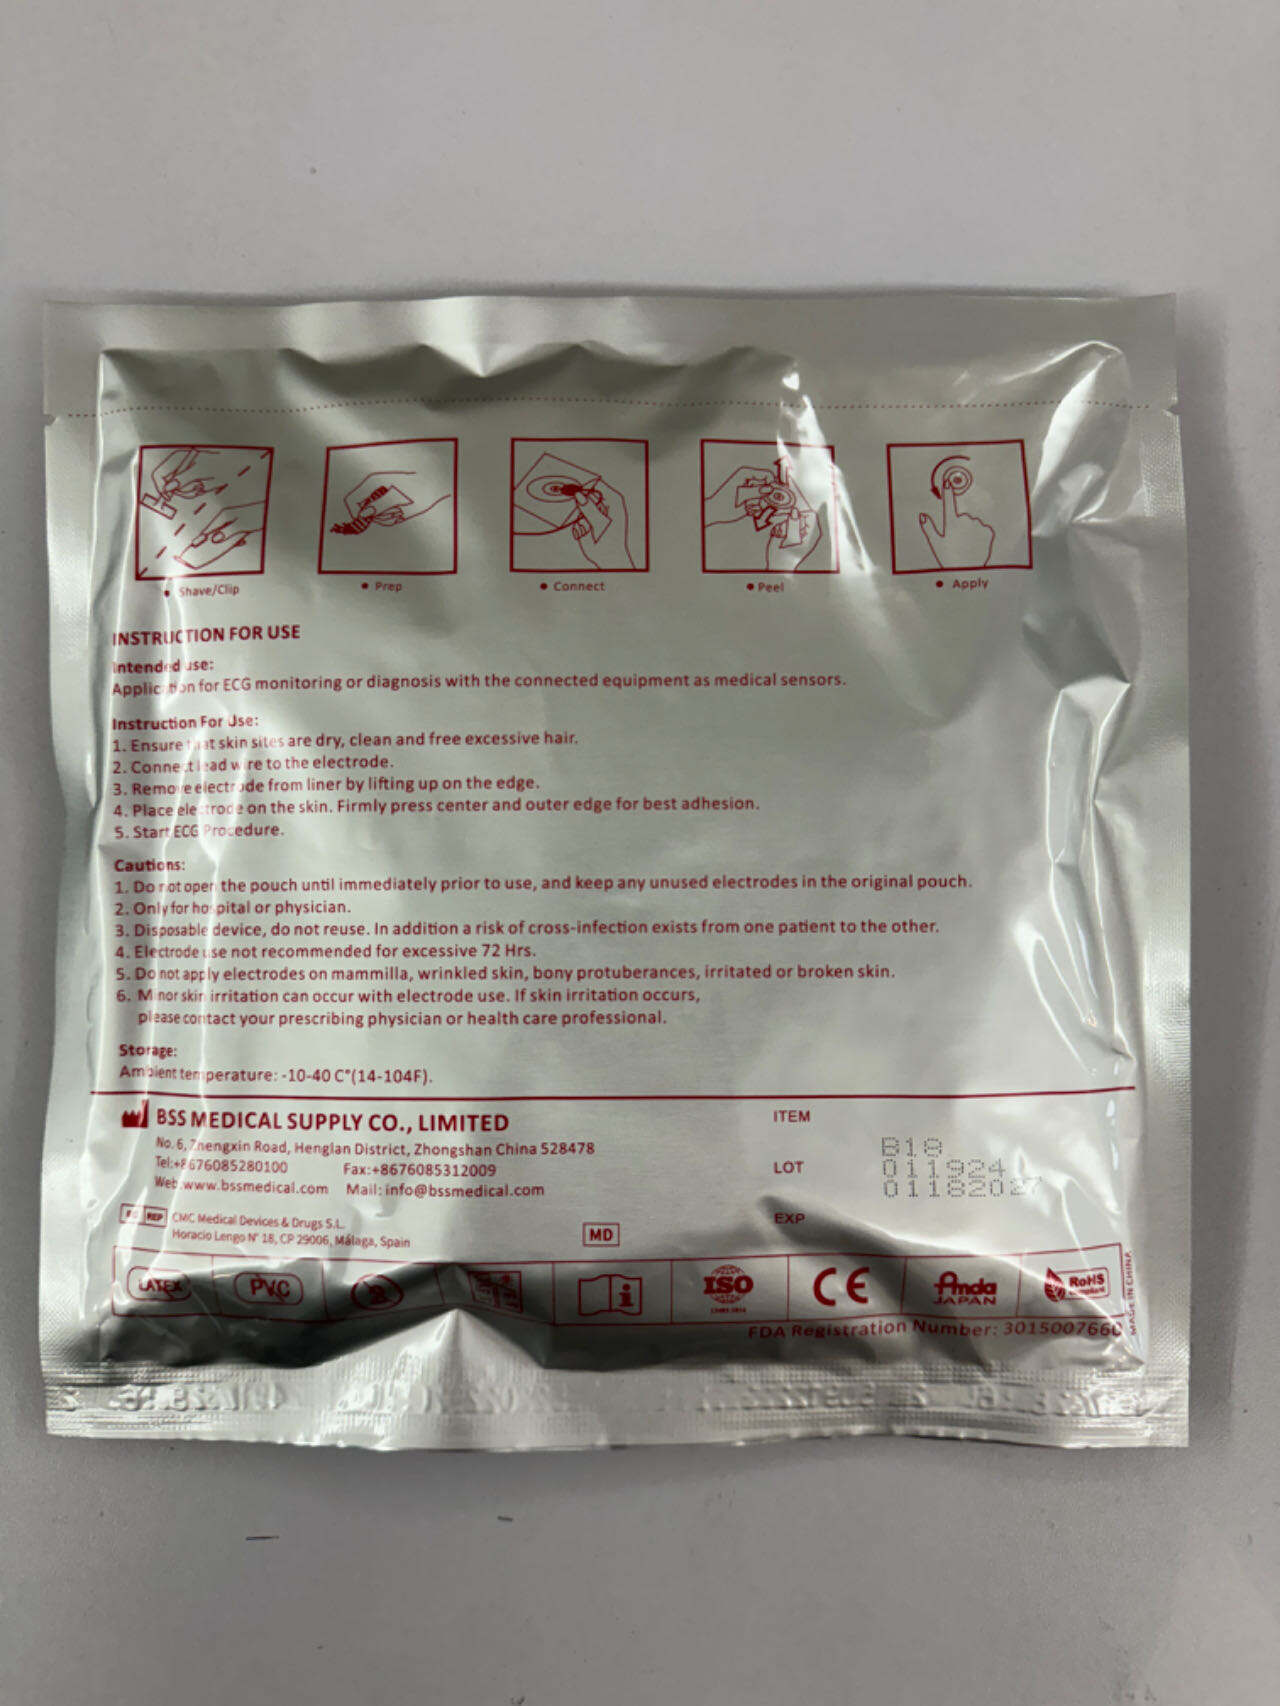 • Shave/Clip • Prep • Connect • Peel • Apply
INSTRUCTION FOR USE
Intended use:
Application for ECG monitoring or diagnosis with the connected equipment as medical sensors.
Instruction For Use:
1. Ensure that skin sites are dry, clean and free excessive hair.
2. Connect lead wire to the electrode.
3. Remove electrode from liner by lifting up on the edge.
4. Place electrode on the skin. Firmly press center and outer edge for best adhesion.
5. Start ECG Procedure.
Cautions:
1. Do not open the pouch until immediately prior to use, and keep any unused electrodes in the original pouch.
2. Only for hospital or physician.
3. Disposable device, do not reuse. In addition a risk of cross-infection exists from one patient to the other.
4. Electrode use not recommended for excessive 72 Hrs.
5. Do not apply electrodes on mammilla, wrinkled skin, bony protuberances, irritated or broken skin.
6. Minor skin irritation can occur with electrode use. If skin irritation occurs,
please contact your prescribing physician or health care professional.
Storage:
Ambient temperature: -10-40 C°(14-104F).
BSS MEDICAL SUPPLY CO., LIMITED
No. 6, Zhengxin Road, Henglan District, Zhongshan China 528478
Tel:+8676085280100 Fax:+8676085312009
Web:www.bssmedical.com Mail: info@bssmedical.com
EC REP CMC Medical Devices & Drugs S.L.
Horacio Lengo N° 18, CP 29006, Málaga, Spain
MD
ITEM B18
LOT 011924
01182027
EXP
LATEX PVC 2 ISO CE Anda JAPAN RoHS
MADE IN CHINA
FDA Registration Number: 3015007660